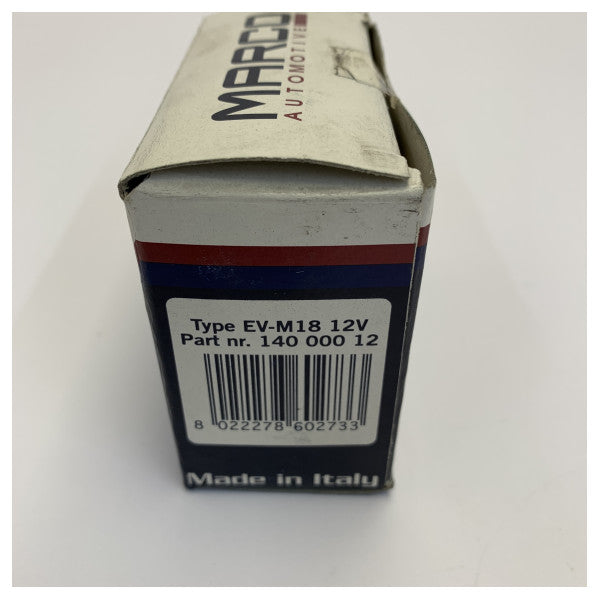 MARCO
AUTOMOTIVE
Type EV-M18 12V
Part nr. 140 000 12
8 022278 602733
Made in Italy